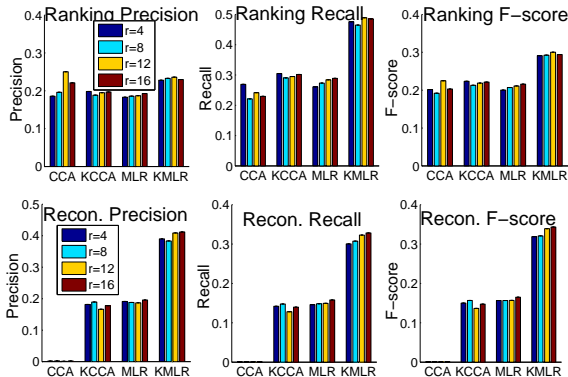 Ranking Precision
Precision
0.4
0.3
0.2
0.1
0
r=4
r=8
r=12
r=16
CCA KCCA MLR KMLR
Ranking Recall
Recall
0.5
0.4
0.3
0.2
0.1
0
CCA KCCA MLR KMLR
Ranking F−score
F−score
0.4
0.3
0.2
0.1
0
CCA KCCA MLR KMLR
Recon. Precision
Precision
0.5
0.4
0.3
0.2
0.1
0
r=4
r=8
r=12
r=16
CCA KCCA MLR KMLR
Recon. Recall
Recall
0.4
0.3
0.2
0.1
0
CCA KCCA MLR KMLR
Recon. F−score
F−score
0.4
0.3
0.2
0.1
0
CCA KCCA MLR KMLR